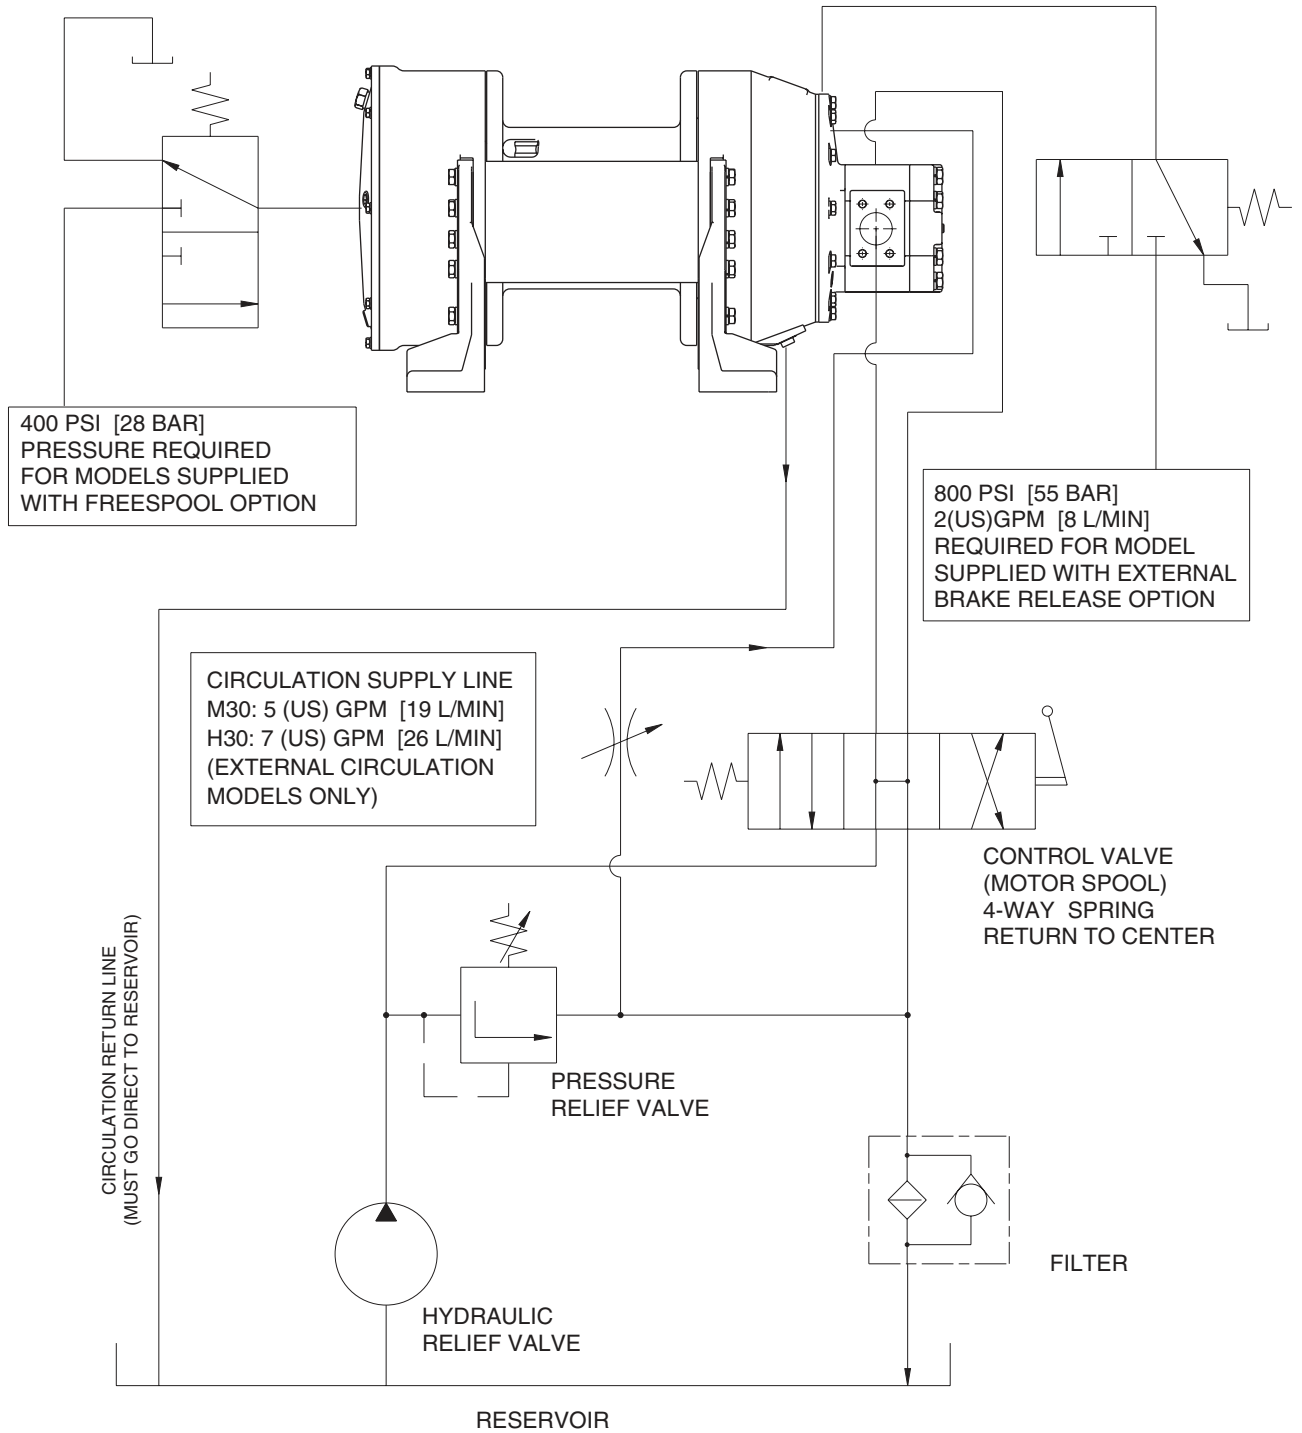 400 PSI [28 BAR]
PRESSURE REQUIRED
FOR MODELS SUPPLIED
WITH FREESPOOL OPTION
800 PSI [55 BAR]
2(US)GPM [8 L/MIN]
REQUIRED FOR MODEL
SUPPLIED WITH EXTERNAL
BRAKE RELEASE OPTION
CIRCULATION SUPPLY LINE
M30: 5 (US) GPM [19 L/MIN]
H30: 7 (US) GPM [26 L/MIN]
(EXTERNAL CIRCULATION
MODELS ONLY)
CONTROL VALVE
(MOTOR SPOOL)
4-WAY SPRING
RETURN TO CENTER
CIRCULATION RETURN LINE
(MUST GO DIRECT TO RESERVOIR)
PRESSURE
RELIEF VALVE
FILTER
HYDRAULIC
RELIEF VALVE
RESERVOIR